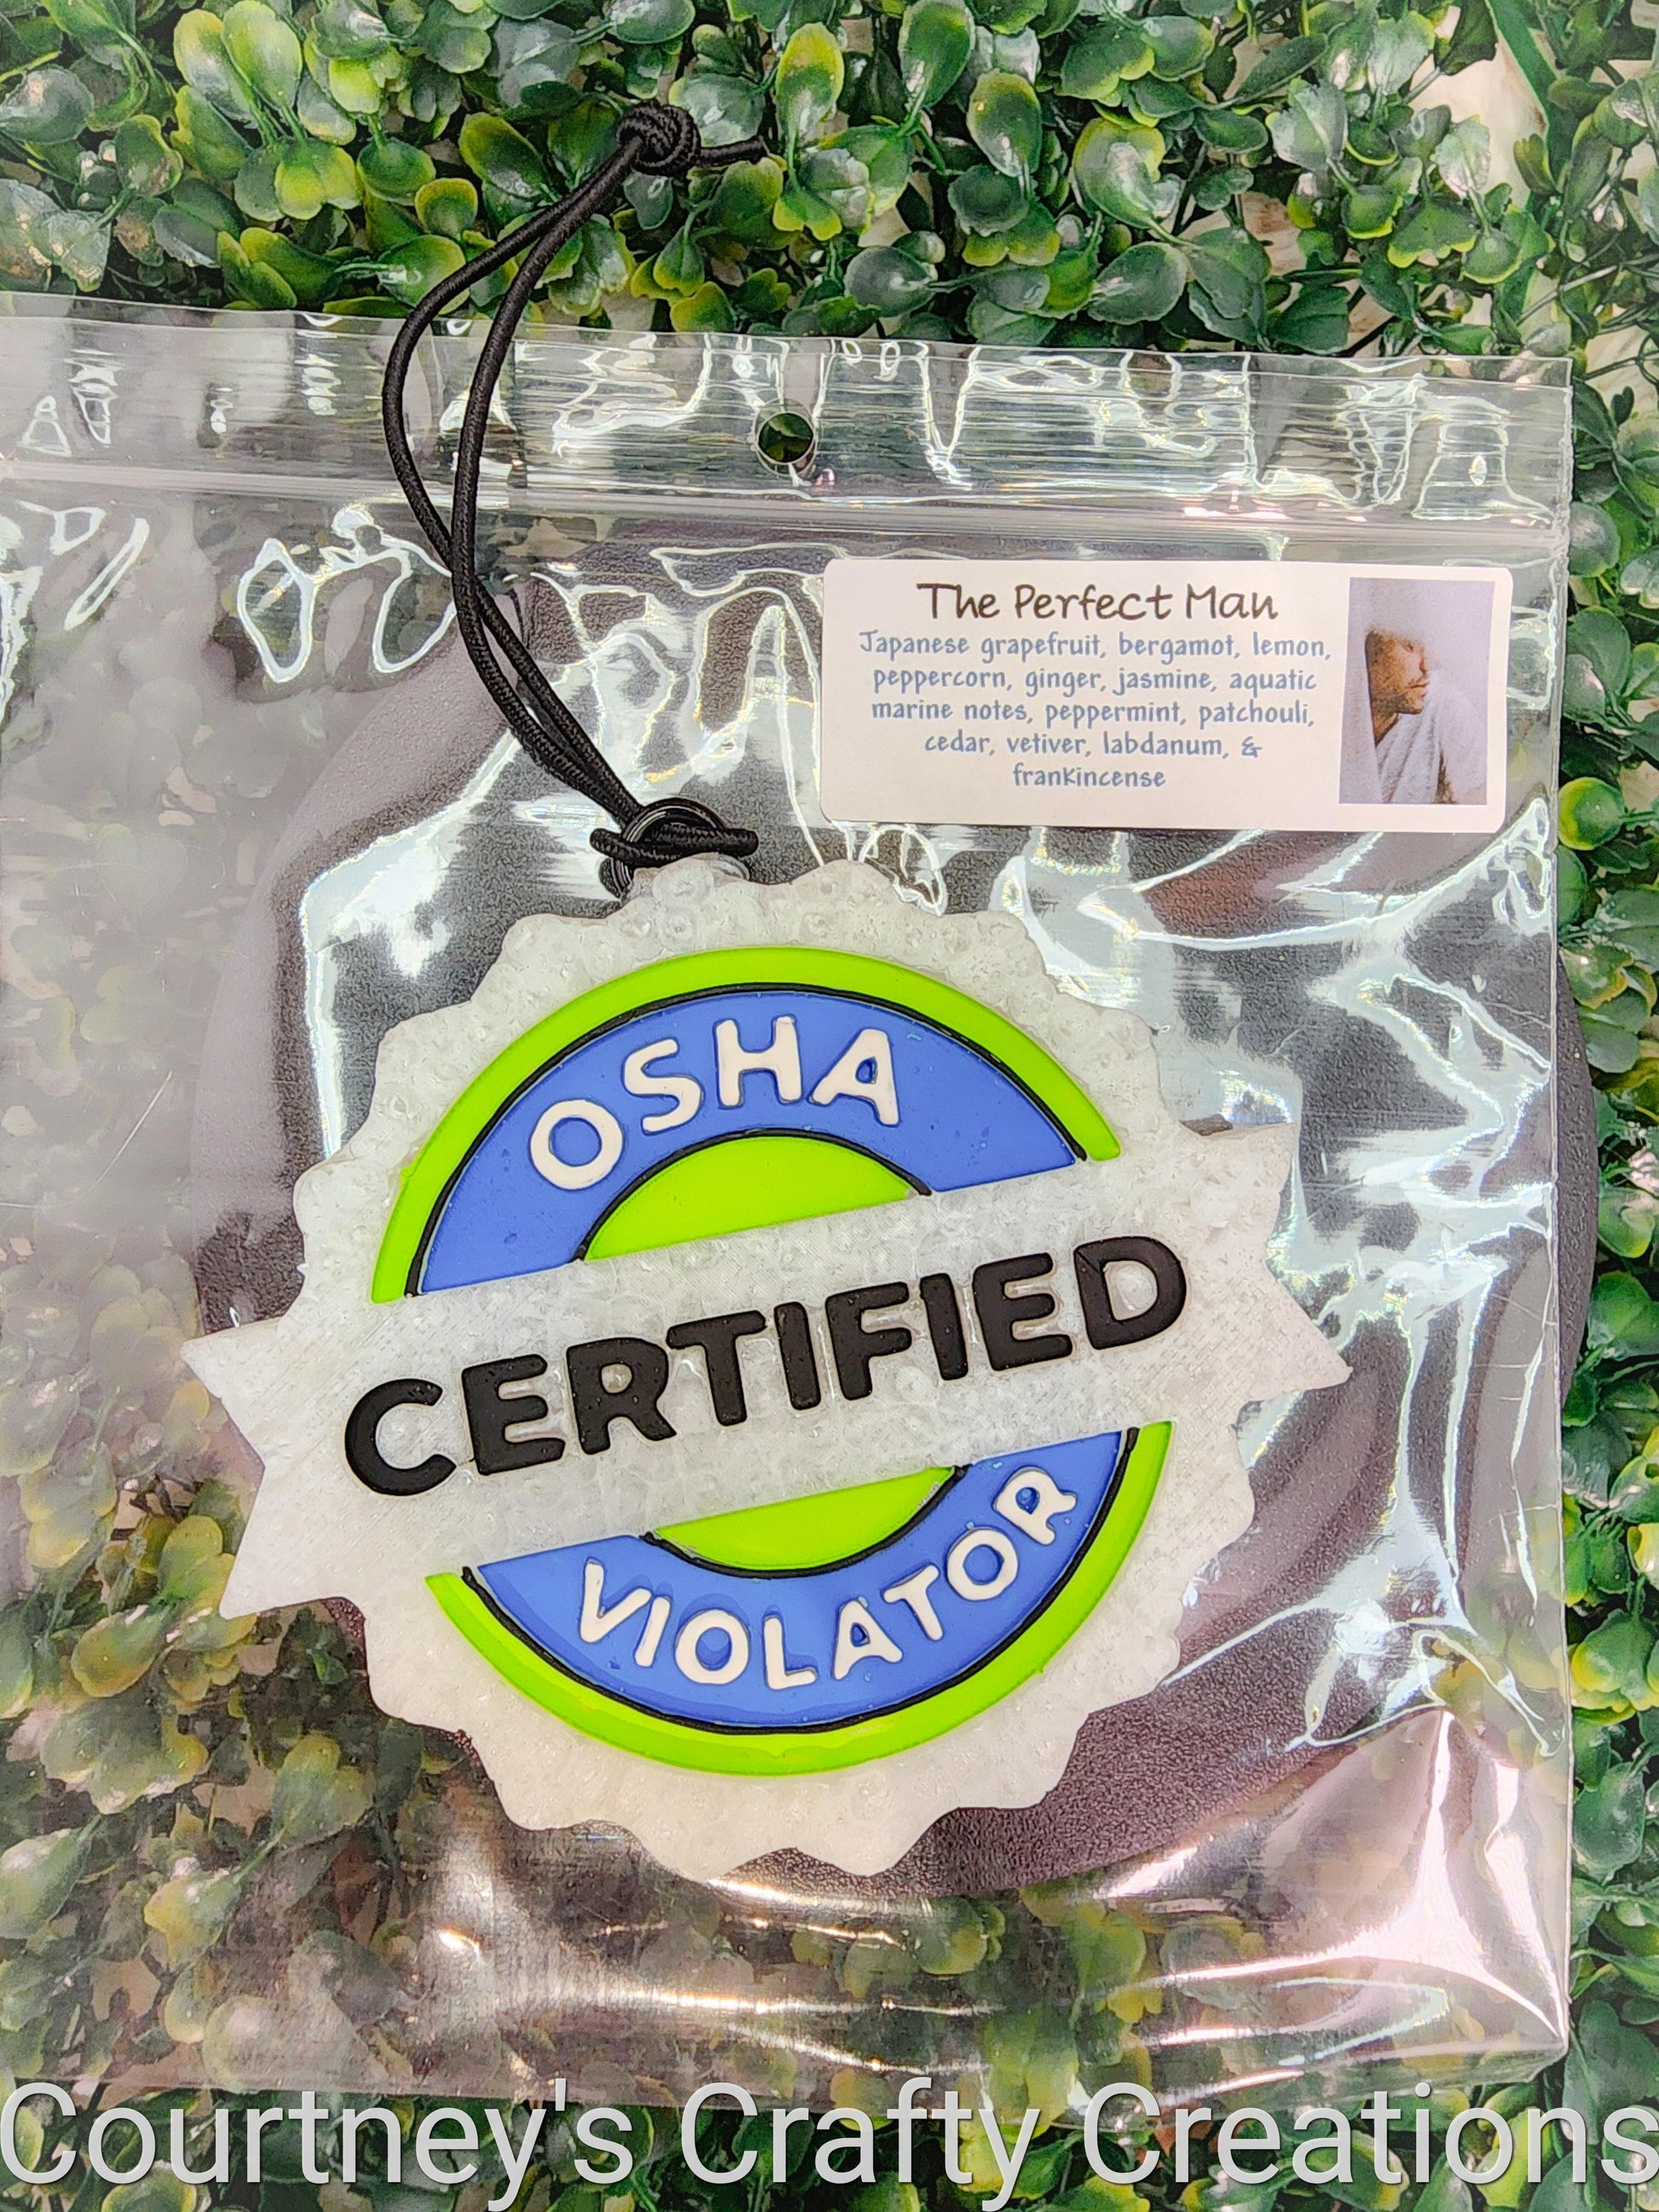 The Perfect Man
Japanese grapefruit, bergamot, lemon,
peppercorn, ginger, jasmine, aquatic
marine notes, peppermint, patchouli,
cedar, vetiver, labdanum, &
frankincense
OSHA
CERTIFIED
VIOLATOR
Courtney's Crafty Creations